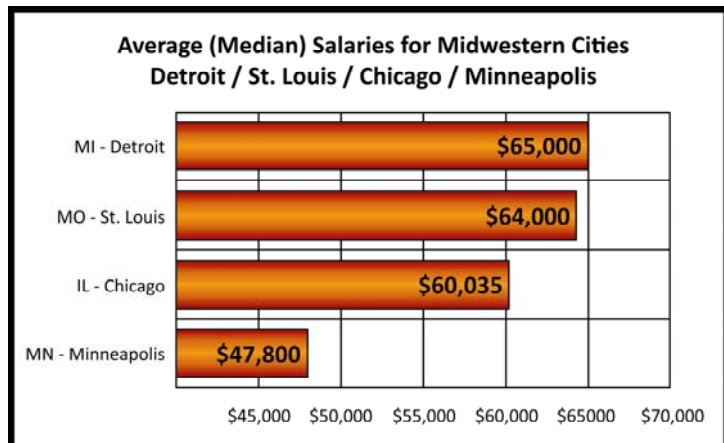 Average (Median) Salaries for Midwestern Cities
Detroit / St. Louis / Chicago / Minneapolis
MI - Detroit
$65,000
MO - St. Louis
$64,000
IL - Chicago
$60,035
MN - Minneapolis
$47,800
$45,000 $50,000 $55,000 $60,000 $65000 $70,000